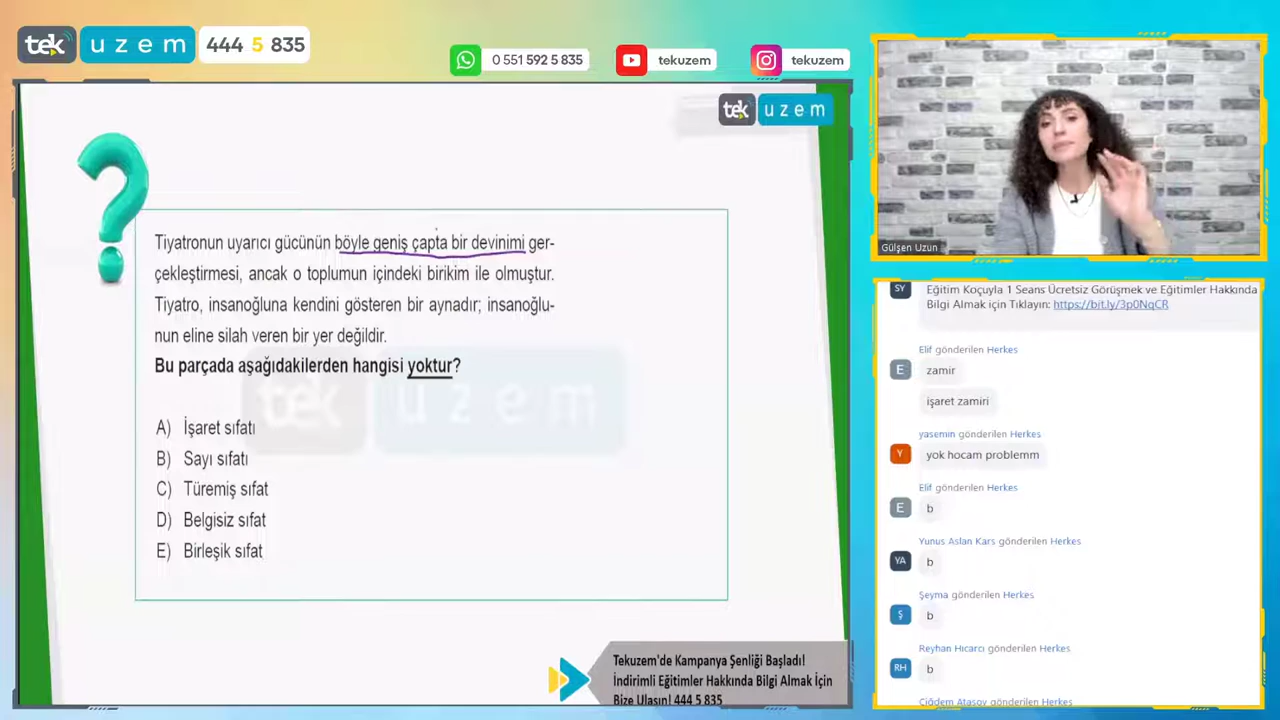 tek uzem 444 5 835
0 551 592 5 835
tekuzem
tekuzem
tek uzem
Tiyatronun uyarıcı gücünün böyle geniş çapta bir devinimi ger-
çekleştirmesi, ancak o toplumun içindeki birikim ile olmuştur.
Tiyatro, insanoğluna kendini gösteren bir aynadır; insanoğlu-
nun eline silah veren bir yer değildir.
Bu parçada aşağıdakilerden hangisi yoktur?
A) İşaret sıfatı
B) Sayı sıfatı
C) Türemiş sıfat
D) Belgisiz sıfat
E) Birleşik sıfat
tek uzem
Tekuzem'de Kampanya Şenliği Başladı!
İndirimli Eğitimler Hakkında Bilgi Almak İçin
Bize Ulaşın! 444 5 835
Gülşen Uzun
SY
Eğitim Koçuyla 1 Seans Ücretsiz Görüşmek ve Eğitimler Hakkında
Bilgi Almak için Tıklayın: https://bit.ly/3p0NqCR
Elif gönderilen Herkes
E zamir
işaret zamiri
yasemin gönderilen Herkes
Y yok hocam problemm
Elif gönderilen Herkes
E b
Yunus Aslan Kars gönderilen Herkes
YA b
Şeyma gönderilen Herkes
Ş b
Reyhan Hıcarcı gönderilen Herkes
RH b
Çiğdem Atasoy gönderilen Herkes